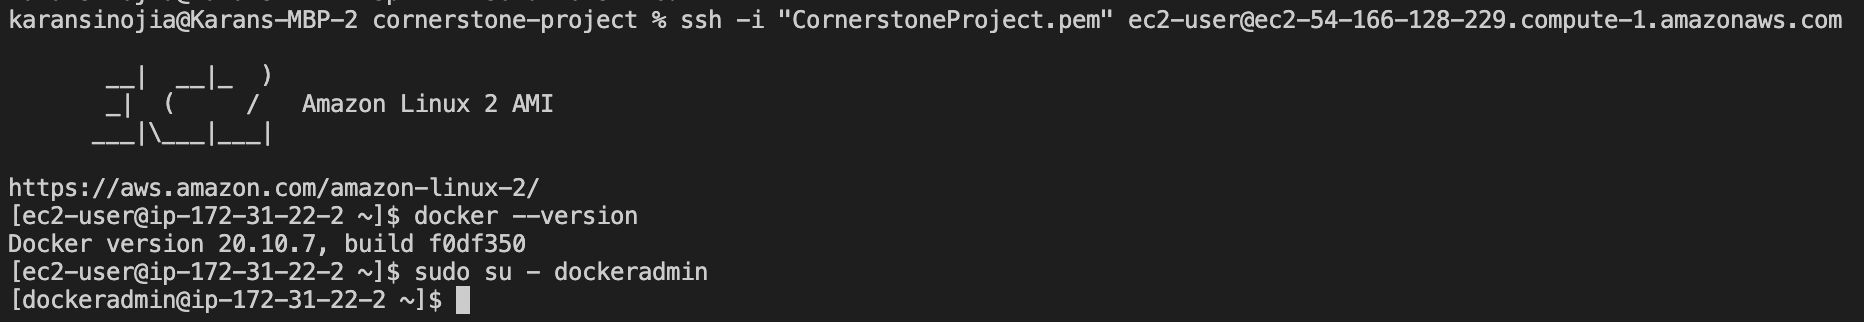 karansinojia@Karans-MBP-2 cornerstone-project % ssh -i "CornerstoneProject.pem" ec2-user@ec2-54-166-128-229.compute-1.amazonaws.com

       __|  __|_  )
       _|  (     /   Amazon Linux 2 AMI
      ___|\___|___|

https://aws.amazon.com/amazon-linux-2/
[ec2-user@ip-172-31-22-2 ~]$ docker --version
Docker version 20.10.7, build f0df350
[ec2-user@ip-172-31-22-2 ~]$ sudo su - dockeradmin
[dockeradmin@ip-172-31-22-2 ~]$